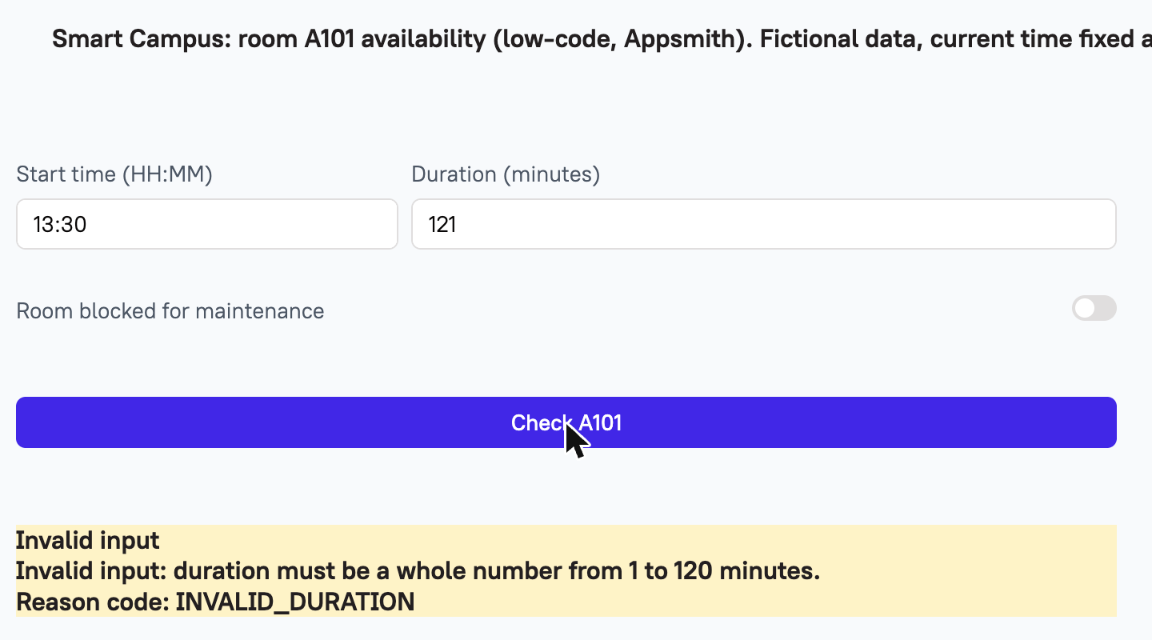 Smart Campus: room A101 availability (low-code, Appsmith). Fictional data, current time fixed
Start time (HH:MM)
Duration (minutes)
13:30
121
Room blocked for maintenance
Check A101
Invalid input
Invalid input: duration must be a whole number from 1 to 120 minutes.
Reason code: INVALID_DURATION